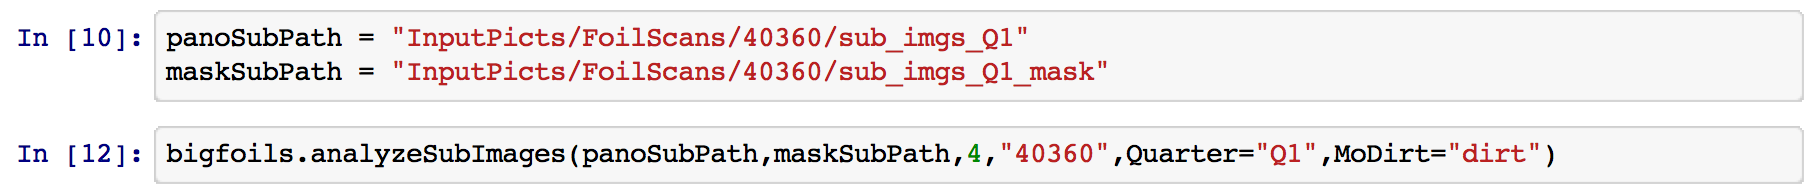 In [10]: panoSubPath = "InputPicts/FoilScans/40360/sub_imgs_Q1"
maskSubPath = "InputPicts/FoilScans/40360/sub_imgs_Q1_mask"
In [12]: bigfoils.analyzeSubImages(panoSubPath,maskSubPath,4,"40360",Quarter="Q1",MoDirt="dirt")